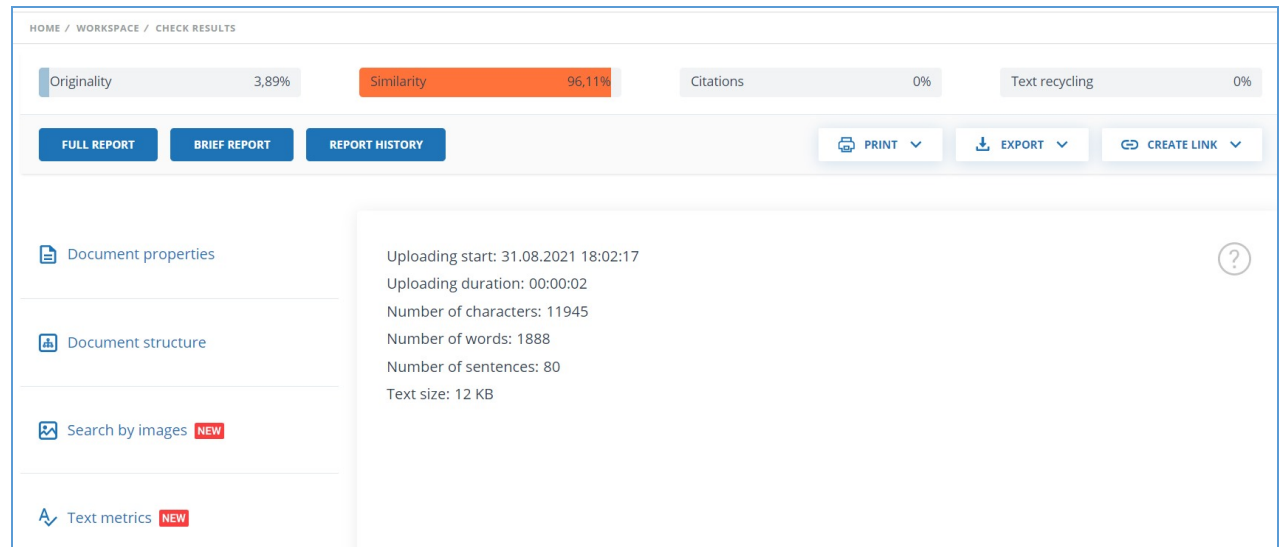 HOME / WORKSPACE / CHECK RESULTS
Originality 3,89% Similarity 96,11% Citations 0% Text recycling 0%
FULL REPORT BRIEF REPORT REPORT HISTORY PRINT EXPORT CREATE LINK
Document properties
Document structure
Search by images NEW
Text metrics NEW
Uploading start: 31.08.2021 18:02:17
Uploading duration: 00:00:02
Number of characters: 11945
Number of words: 1888
Number of sentences: 80
Text size: 12 KB
?